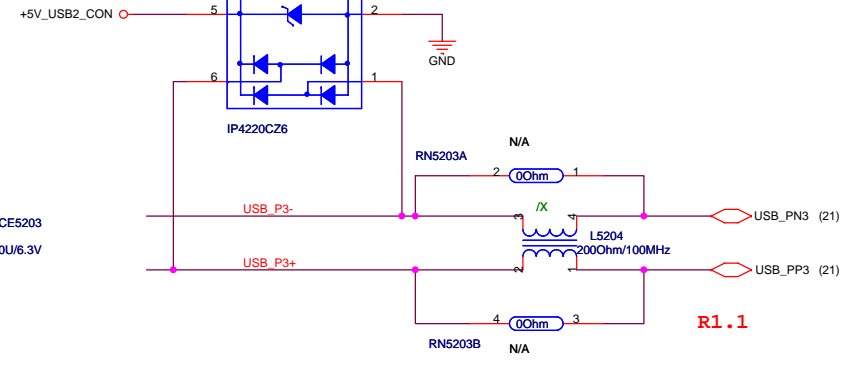 +5V_USB2_CON
5
2
GND
6
1
IP4220CZ6
N/A
RN5203A
2
0Ohm
1
CE5203
USB_P3-
/X
3
4
USB_PN3 (21)
L5204
0U/6.3V
200Ohm/100MHz
USB_P3+
2
1
USB_PP3 (21)
4
0Ohm
3
R1.1
RN5203B
N/A